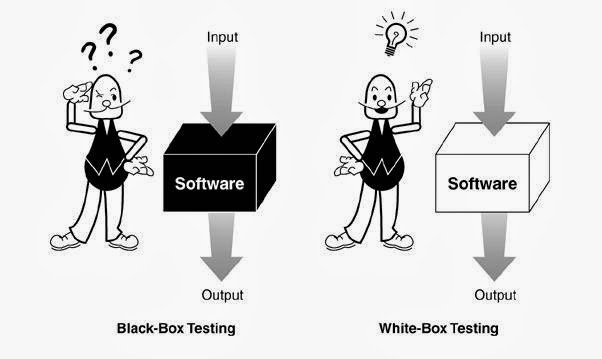 ? ? ?
Input
Software
Output
Black-Box Testing
Input
Software
Output
White-Box Testing